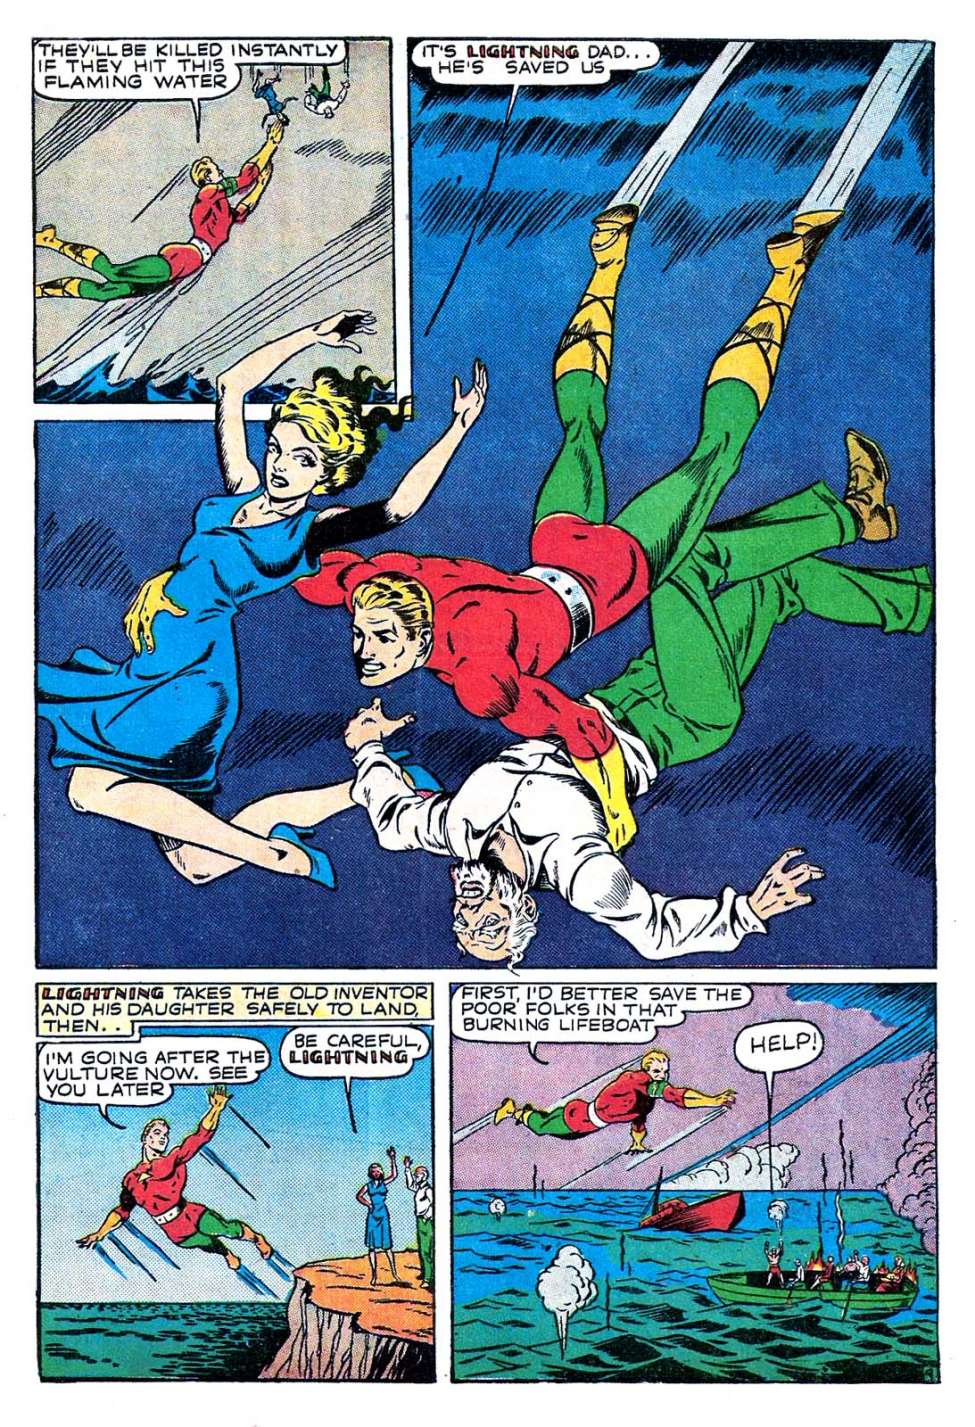 THEY'LL BE KILLED INSTANTLY
IF THEY HIT THIS
FLAMING WATER
IT'S LIGHTNING DAD...
HE'S SAVED US
LIGHTNING TAKES THE OLD INVENTOR
AND HIS DAUGHTER SAFELY TO LAND,
THEN..
I'M GOING AFTER THE
VULTURE NOW. SEE
YOU LATER
BE CAREFUL,
LIGHTNING
FIRST, I'D BETTER SAVE THE
POOR FOLKS IN THAT
BURNING LIFEBOAT
HELP!